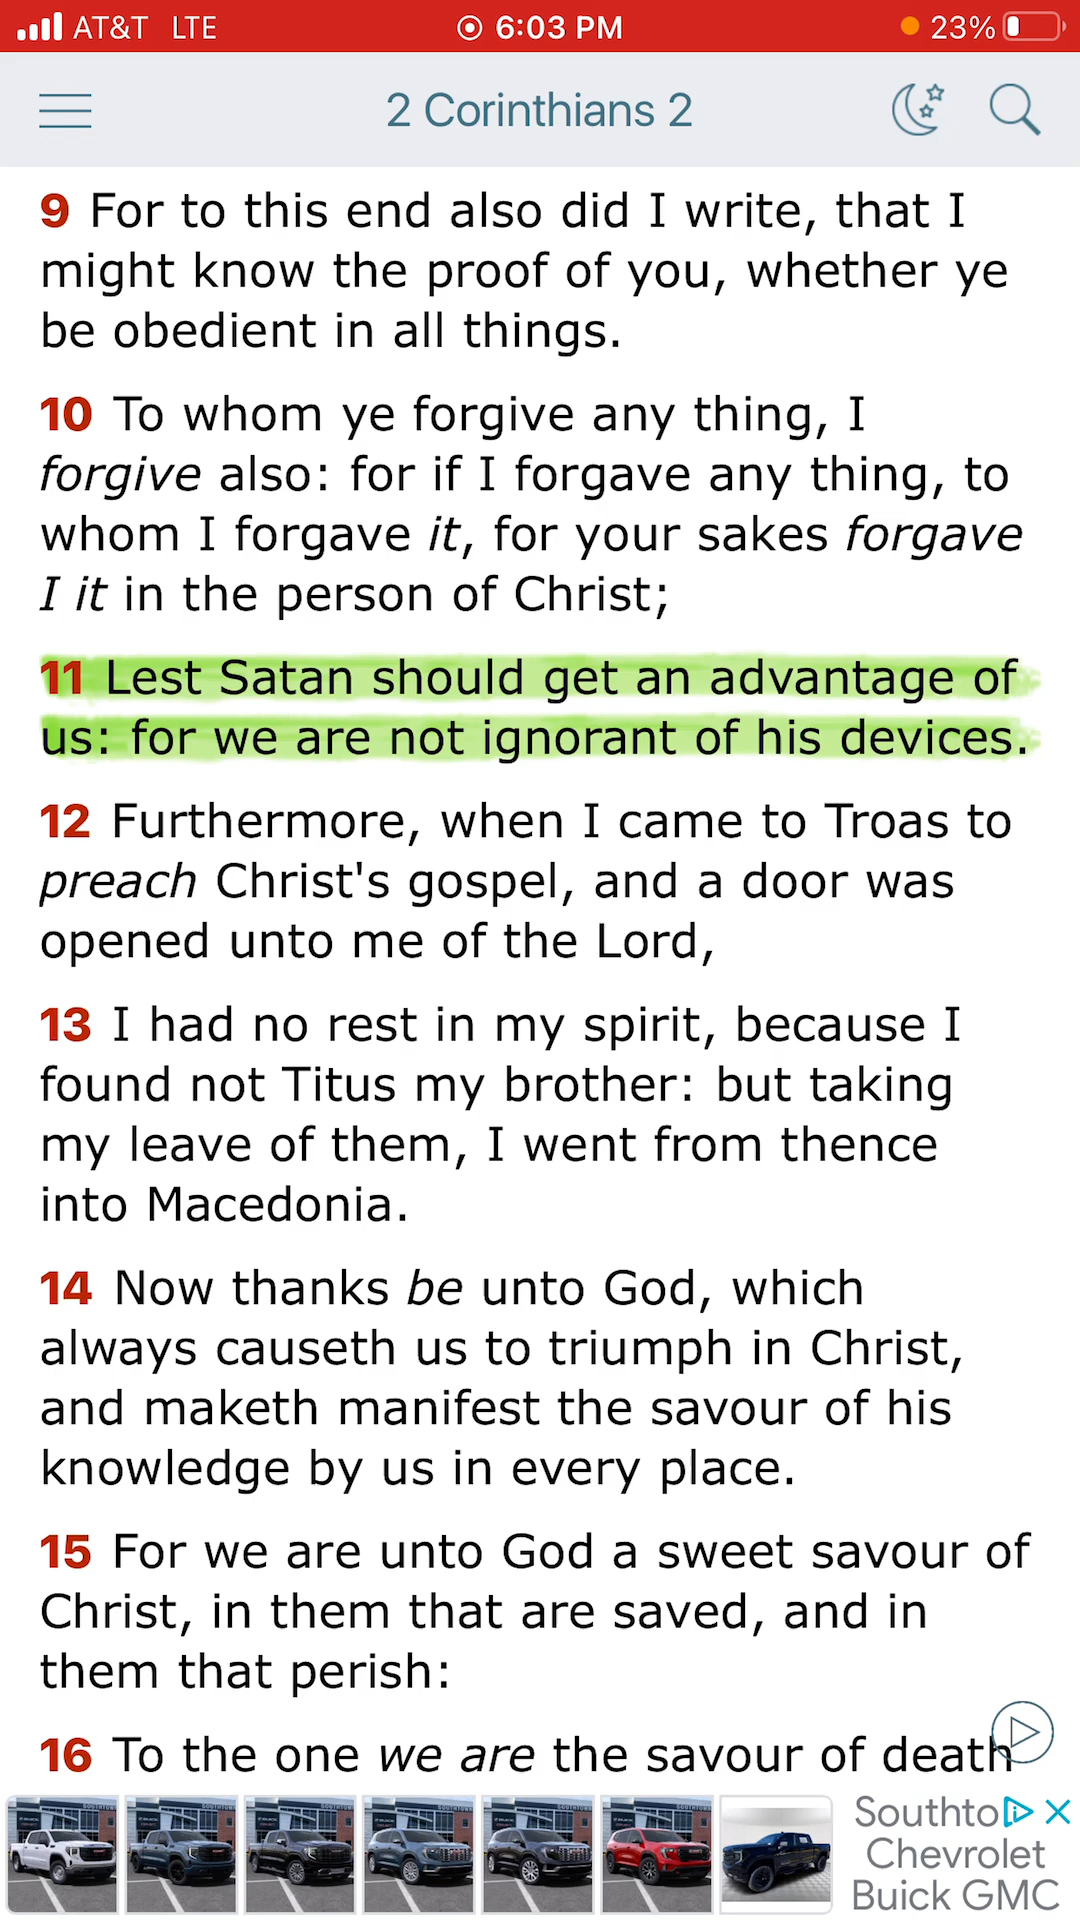 AT&T LTE 6:03 PM 23%
2 Corinthians 2
9 For to this end also did I write, that I
might know the proof of you, whether ye
be obedient in all things.
10 To whom ye forgive any thing, I
forgive also: for if I forgave any thing, to
whom I forgave it, for your sakes forgave
I it in the person of Christ;
11 Lest Satan should get an advantage of
us: for we are not ignorant of his devices.
12 Furthermore, when I came to Troas to
preach Christ's gospel, and a door was
opened unto me of the Lord,
13 I had no rest in my spirit, because I
found not Titus my brother: but taking
my leave of them, I went from thence
into Macedonia.
14 Now thanks be unto God, which
always causeth us to triumph in Christ,
and maketh manifest the savour of his
knowledge by us in every place.
15 For we are unto God a sweet savour of
Christ, in them that are saved, and in
them that perish:
16 To the one we are the savour of death
Southto
Chevrolet
Buick GMC